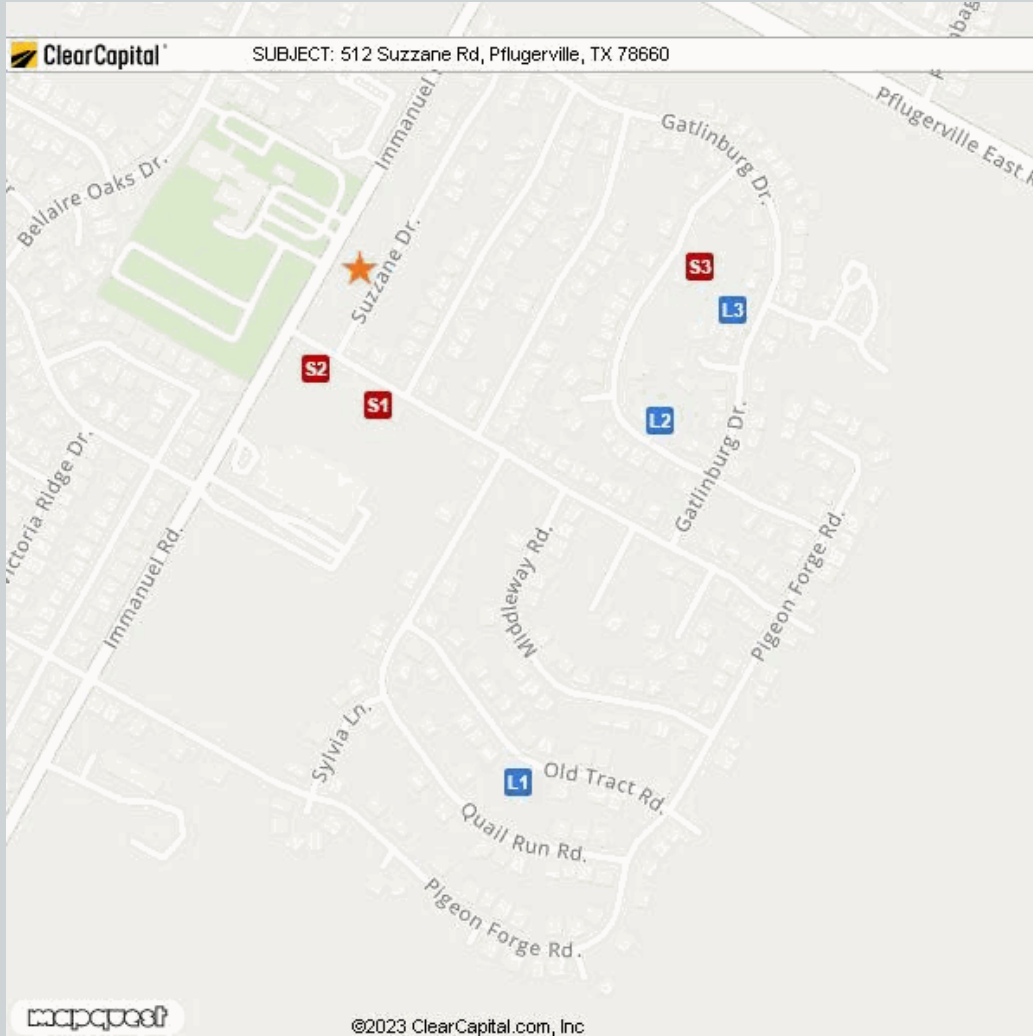 ClearCapital
SUBJECT: 512 Suzzane Rd, Pflugerville, TX 78660
Immanuel
Pflugerville East
Gatlinburg Dr.
Bellaire Oaks Dr.
Suzzane Dr.
S3
L3
S2
S1
L2
Gatlinburg Dr.
Victoria Ridge Dr.
Immanuel Rd.
Middleway Rd.
Pigeon Forge Rd.
Sylvia Ln.
L1
Old Tract Rd.
Quail Run Rd.
Pigeon Forge Rd.
mapquest
©2023 ClearCapital.com, Inc